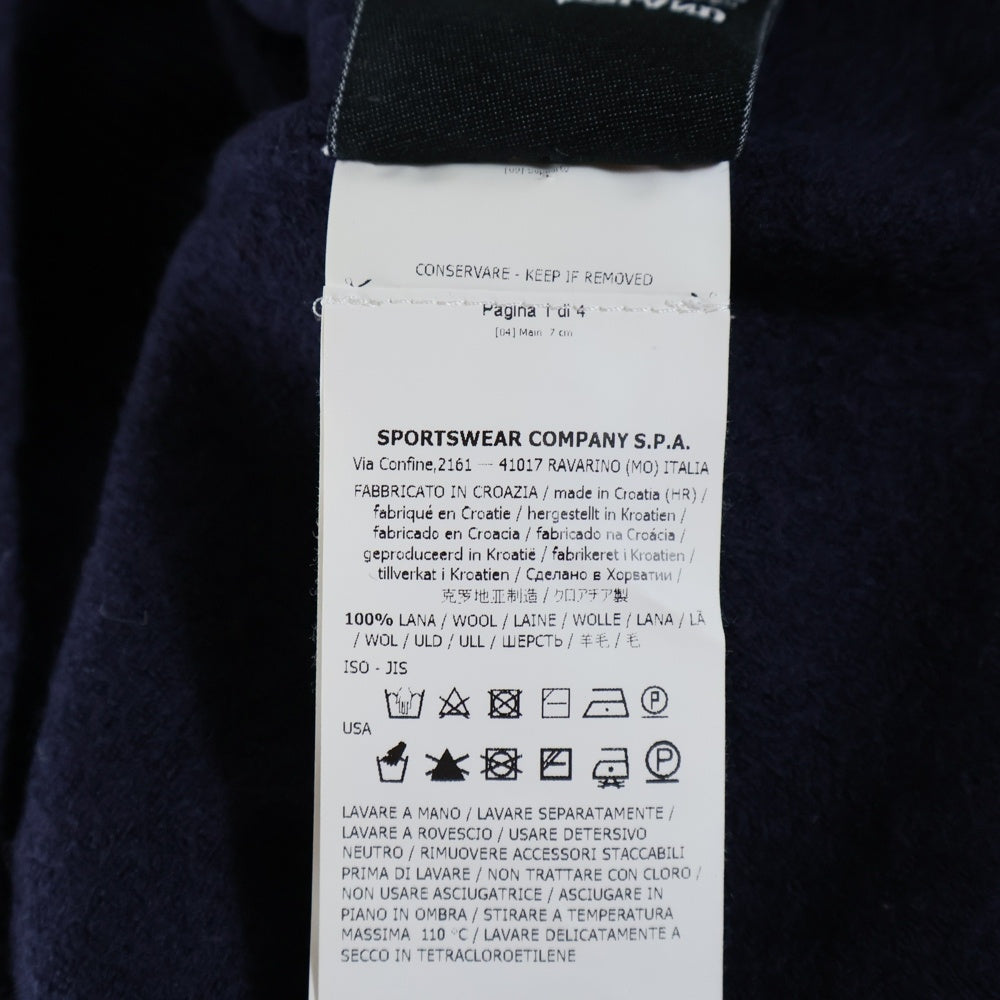 CONSERVARE - KEEP IF REMOVED
Pagina 1 di 4
[04] Main 7 cm
SPORTSWEAR COMPANY S.P.A.
Via Confine,2161 — 41017 RAVARINO (MO) ITALIA
FABBRICATO IN CROAZIA / made in Croatia (HR) /
fabriqué en Croatie / hergestellt in Kroatien /
fabricado en Croacia / fabricado na Croácia /
geproduceerd in Kroatië / fabrikeret i Kroatien /
tillverkat i Kroatien / Сделано в Хорватии /
克罗地亚制造 / クロアチア製
100% LANA / WOOL / LAINE / WOLLE / LANA / LÃ
/ WOL / ULD / ULL / ШЕРСТЬ / 羊毛 / 毛
ISO - JIS
P
USA
P
LAVARE A MANO / LAVARE SEPARATAMENTE /
LAVARE A ROVESCIO / USARE DETERSIVO
NEUTRO / RIMUOVERE ACCESSORI STACCABILI
PRIMA DI LAVARE / NON TRATTARE CON CLORO /
NON USARE ASCIUGATRICE / ASCIUGARE IN
PIANO IN OMBRA / STIRARE A TEMPERATURA
MASSIMA 110 °C / LAVARE DELICATAMENTE A
SECCO IN TETRACLOROETILENE